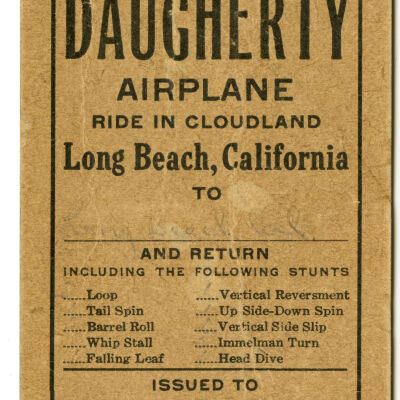 DAUGHERTY
AIRPLANE
RIDE IN CLOUDLAND
Long Beach, California
TO
AND RETURN
INCLUDING THE FOLLOWING STUNTS
......Loop ......Vertical Reversment
......Tail Spin ......Up Side-Down Spin
......Barrel Roll ......Vertical Side Slip
......Whip Stall ......Immelman Turn
......Falling Leaf ......Head Dive
ISSUED TO